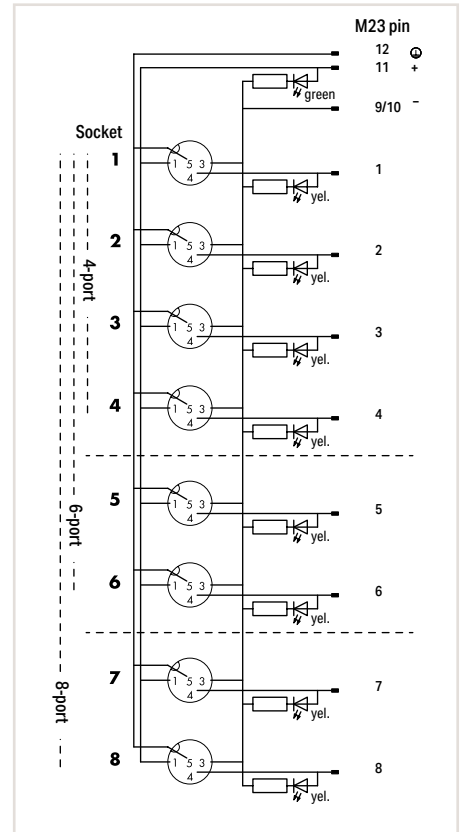 M23 pin
12
11 +
green
9/10 –
Socket
1
1 5 3
4
1
yel.
2
1 5 3
4
2
yel.
4-port
3
1 5 3
4
3
yel.
4
1 5 3
4
4
yel.
5
1 5 3
4
5
yel.
6-port
6
1 5 3
4
6
yel.
7
1 5 3
4
7
yel.
8-port
8
1 5 3
4
8
yel.